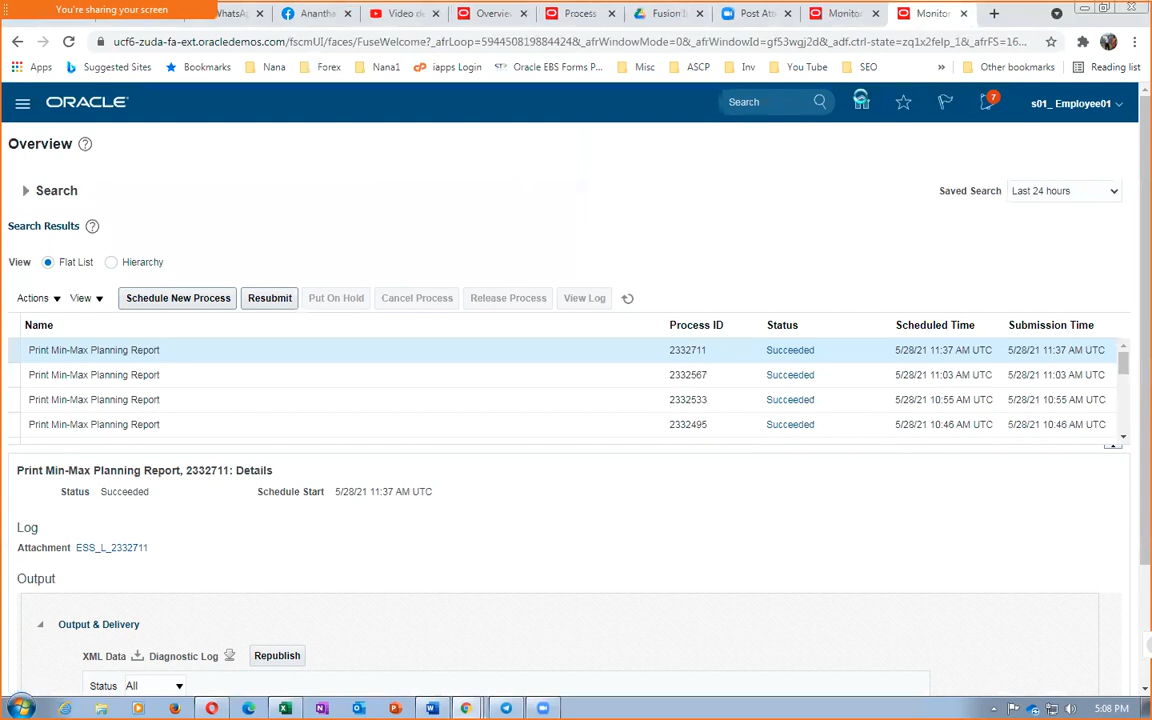 You're sharing your screen
WhatsA
Anantha
Video de
Overvie
Process
Fusion I
Post Att
Monito
Monitor
ucf6-zuda-fa-ext.oracledemos.com/fscmUI/faces/FuseWelcome?_afrLoop=5944508198884424&_afrWindowMode=0&_afrWindowId=gf53wgj2d&_adf.ctrl-state=zq1x2felp_1&_afrFS=16...
Apps Suggested Sites Bookmarks Nana Forex Nana1 iapps Login Oracle EBS Forms P... Misc ASCP Inv You Tube SEO » Other bookmarks Reading list
ORACLE Search 7 s01_ Employee01
Overview ?
Search Saved Search Last 24 hours
Search Results ?
View Flat List Hierarchy
Actions View Schedule New Process Resubmit Put On Hold Cancel Process Release Process View Log
Name Process ID Status Scheduled Time Submission Time
Print Min-Max Planning Report 2332711 Succeeded 5/28/21 11:37 AM UTC 5/28/21 11:37 AM UTC
Print Min-Max Planning Report 2332567 Succeeded 5/28/21 11:03 AM UTC 5/28/21 11:03 AM UTC
Print Min-Max Planning Report 2332533 Succeeded 5/28/21 10:55 AM UTC 5/28/21 10:55 AM UTC
Print Min-Max Planning Report 2332495 Succeeded 5/28/21 10:46 AM UTC 5/28/21 10:46 AM UTC
Print Min-Max Planning Report, 2332711: Details
Status Succeeded Schedule Start 5/28/21 11:37 AM UTC
Log
Attachment ESS_L_2332711
Output
Output & Delivery
XML Data Diagnostic Log Republish
Status All
5:08 PM